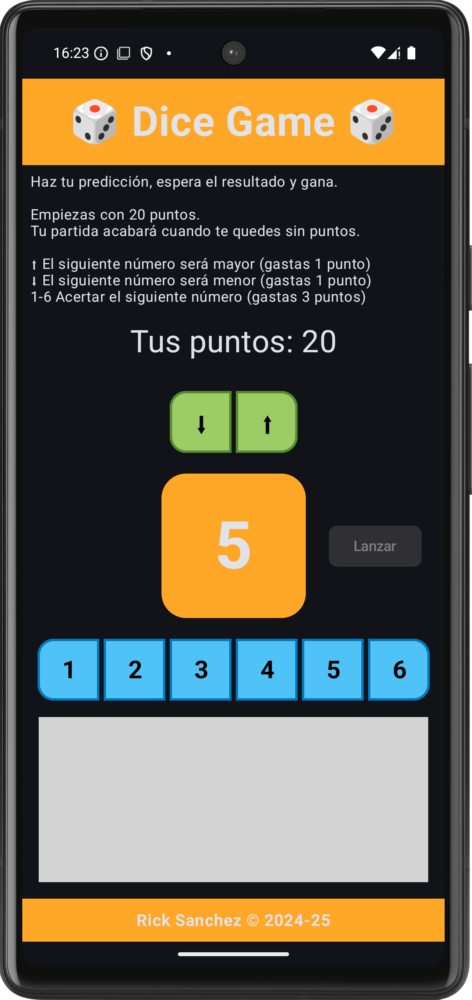 16:23
🎲 Dice Game 🎲
Haz tu predicción, espera el resultado y gana.
Empiezas con 20 puntos.
Tu partida acabará cuando te quedes sin puntos.
⬆ El siguiente número será mayor (gastas 1 punto)
⬇ El siguiente número será menor (gastas 1 punto)
1-6 Acertar el siguiente número (gastas 3 puntos)
Tus puntos: 20
⬇ ⬆
5
Lanzar
1 2 3 4 5 6
Rick Sanchez © 2024-25